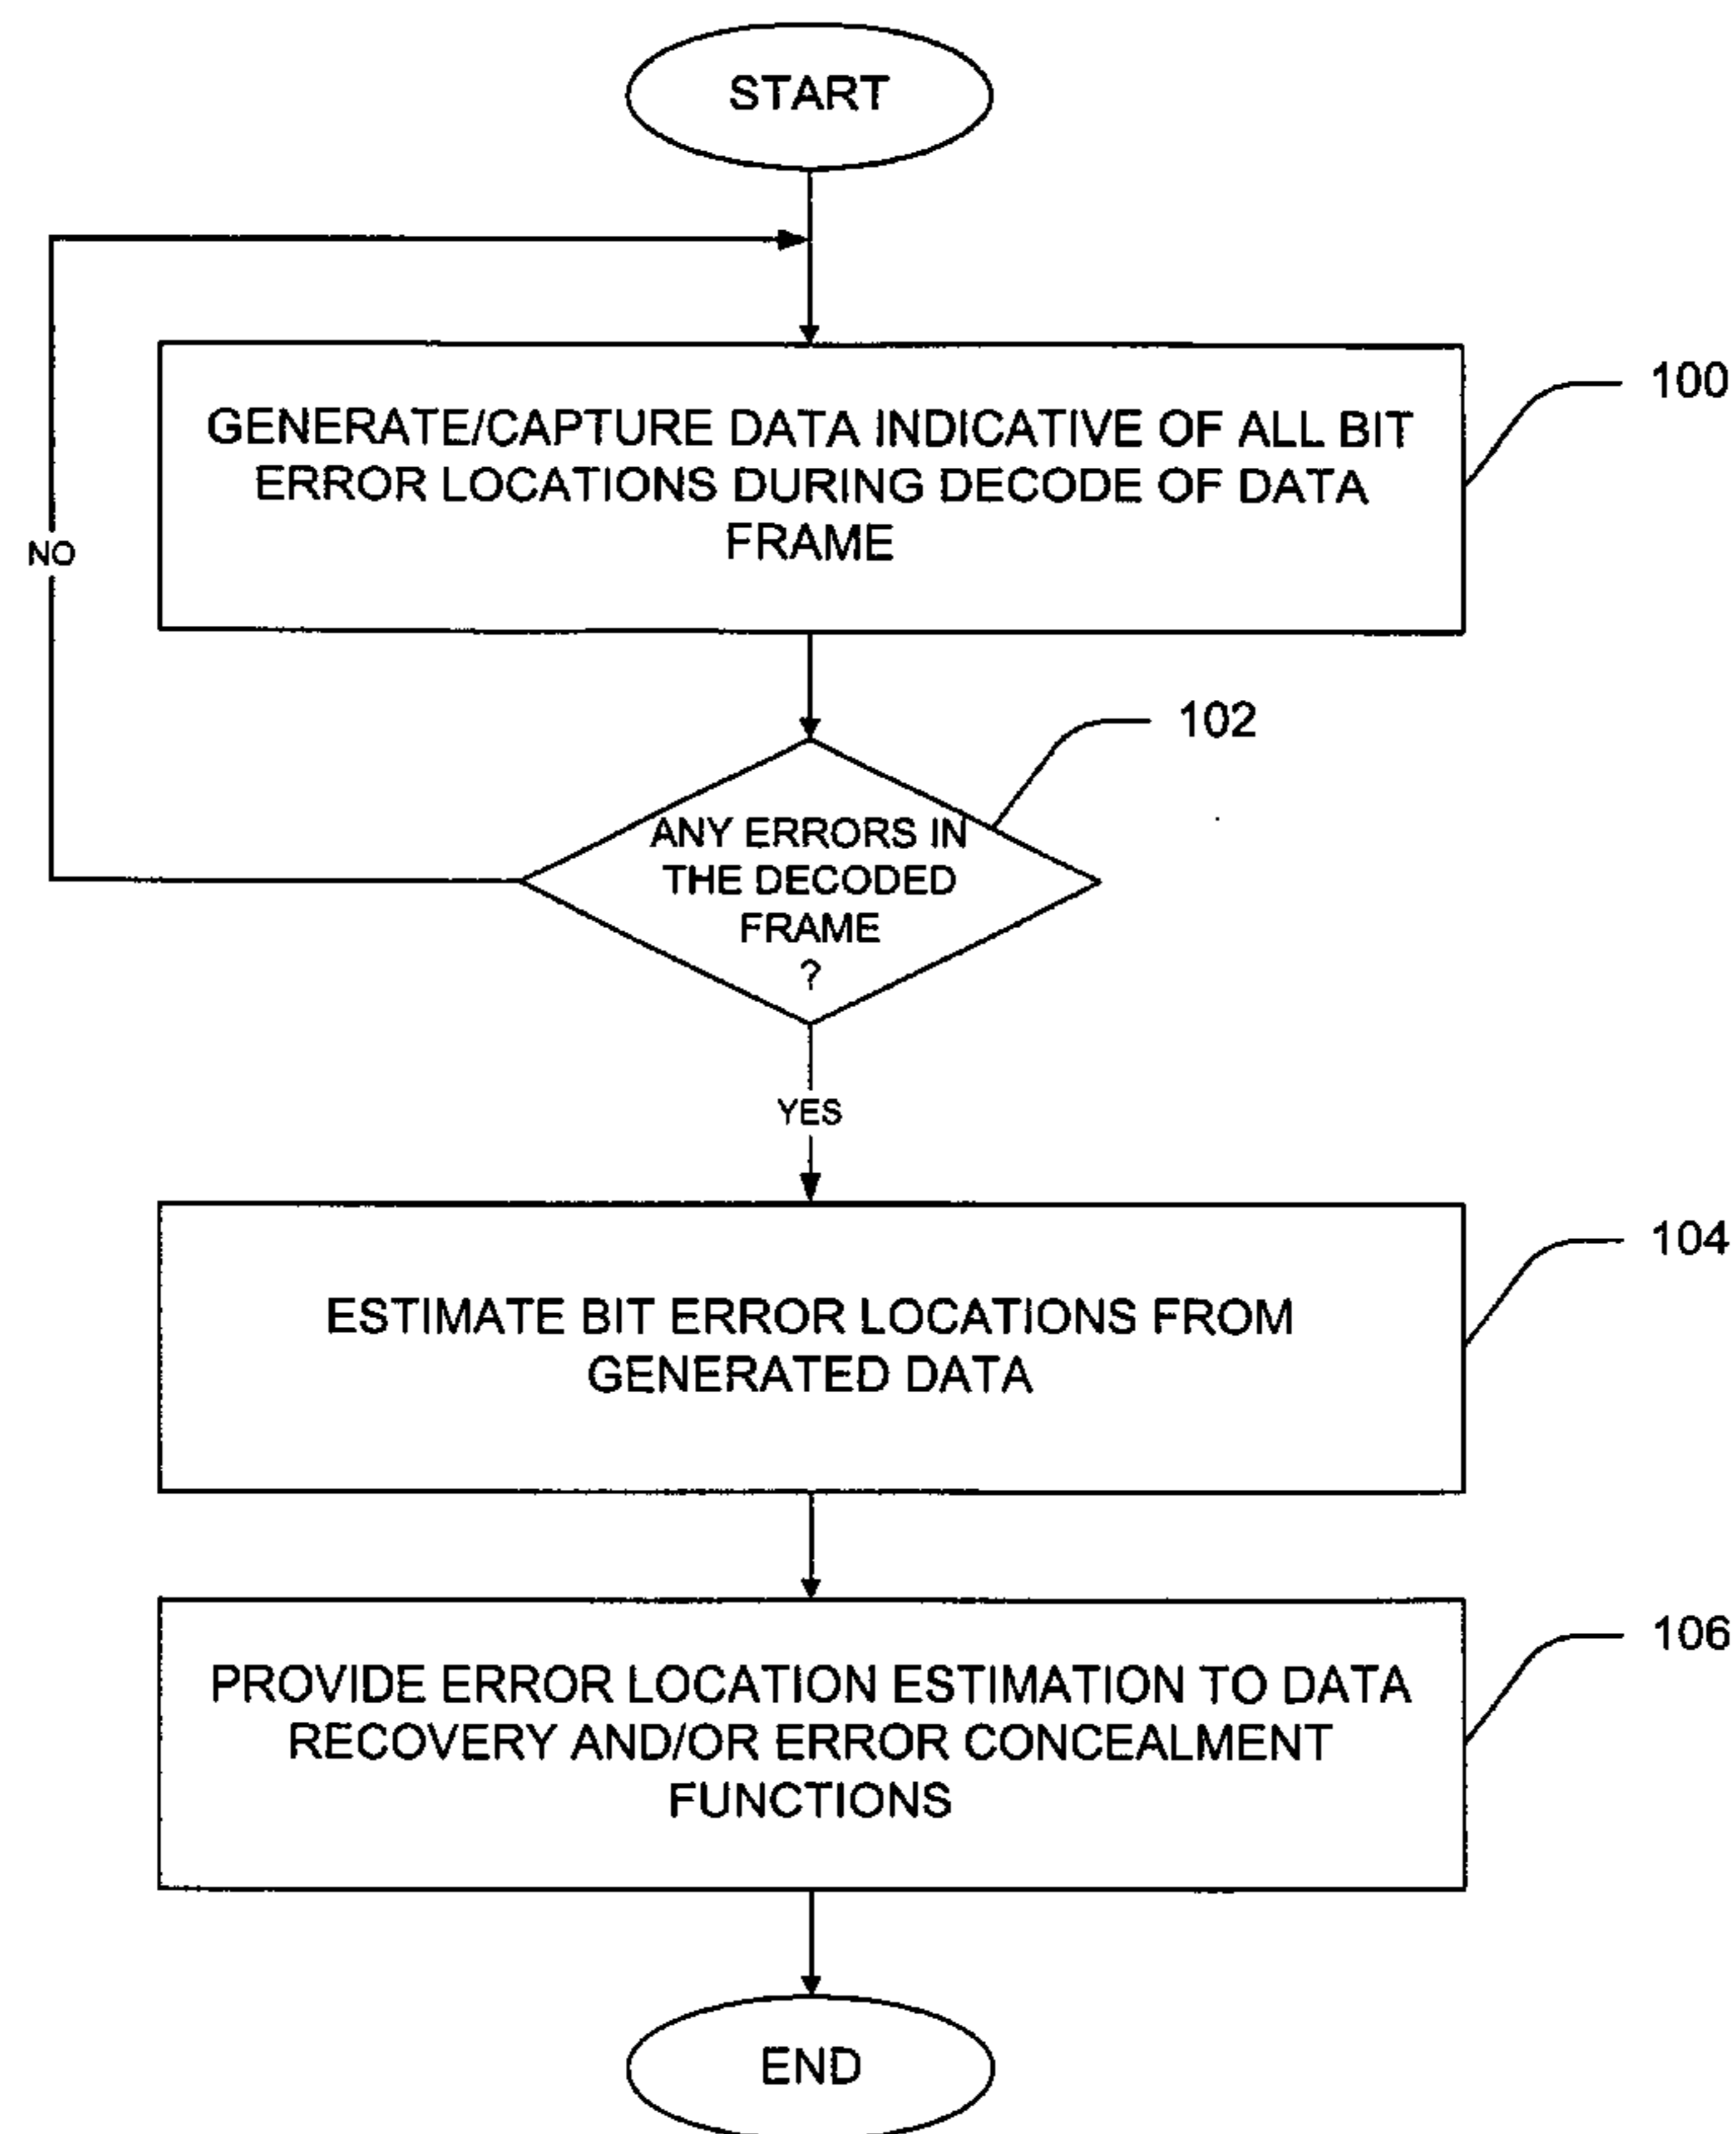 START
GENERATE/CAPTURE DATA INDICATIVE OF ALL BIT
ERROR LOCATIONS DURING DECODE OF DATA
FRAME
100
NO
102
ANY ERRORS IN
THE DECODED
FRAME
?
YES
ESTIMATE BIT ERROR LOCATIONS FROM
GENERATED DATA
104
PROVIDE ERROR LOCATION ESTIMATION TO DATA
RECOVERY AND/OR ERROR CONCEALMENT
FUNCTIONS
106
END